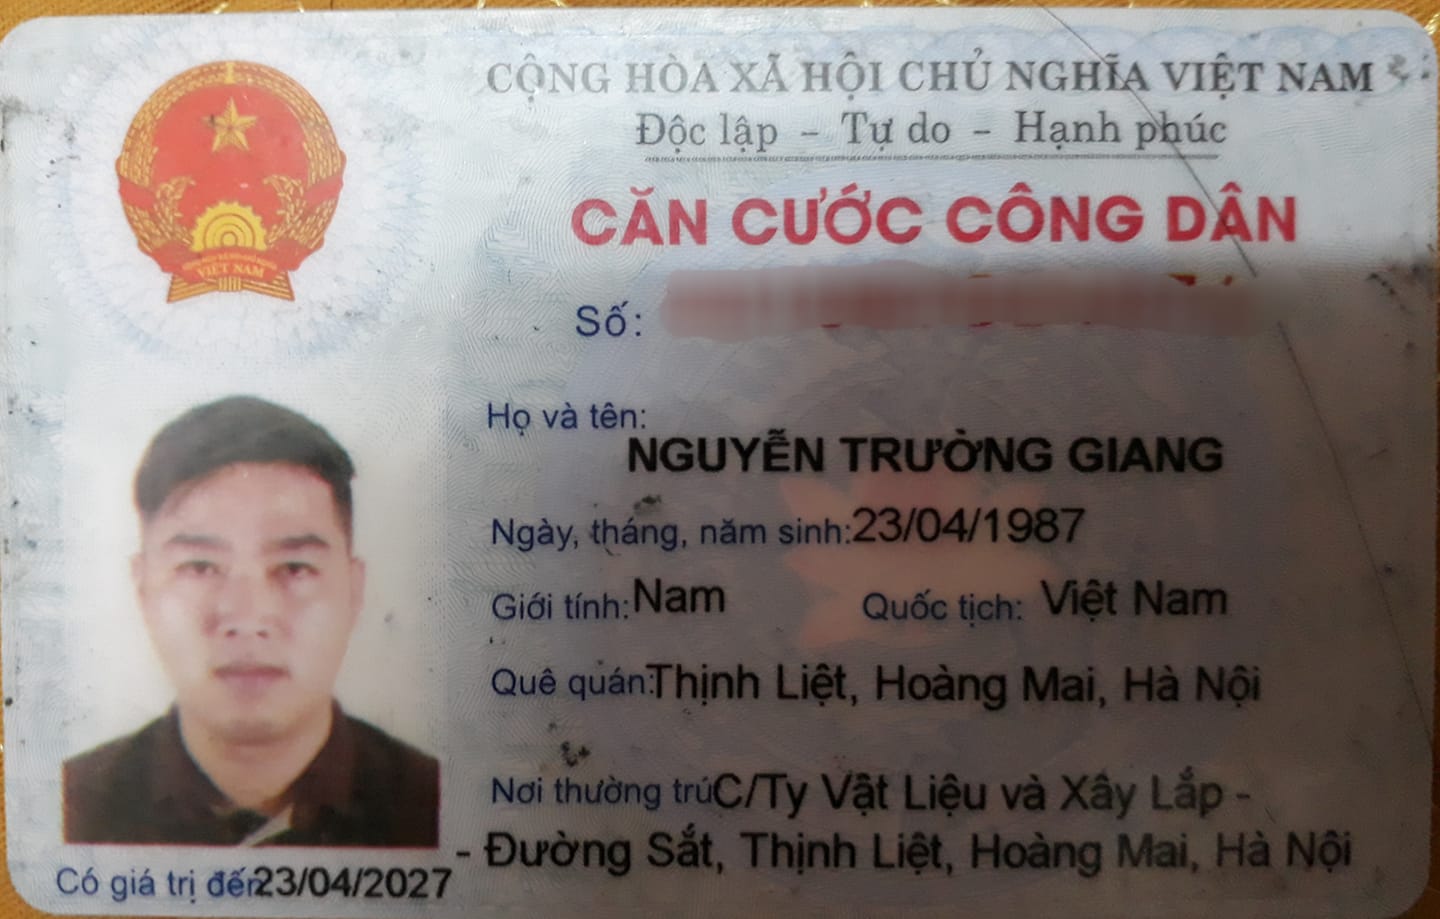 CỘNG HÒA XÃ HỘI CHỦ NGHĨA VIỆT NAM
Độc lập - Tự do - Hạnh phúc
CĂN CƯỚC CÔNG DÂN
VIỆT NAM
Số:
Họ và tên:
NGUYỄN TRƯỜNG GIANG
Ngày, tháng, năm sinh: 23/04/1987
Giới tính: Nam Quốc tịch: Việt Nam
Quê quán: Thịnh Liệt, Hoàng Mai, Hà Nội
Nơi thường trú C/Ty Vật Liệu và Xây Lắp -
- Đường Sắt, Thịnh Liệt, Hoàng Mai, Hà Nội
Có giá trị đến 23/04/2027